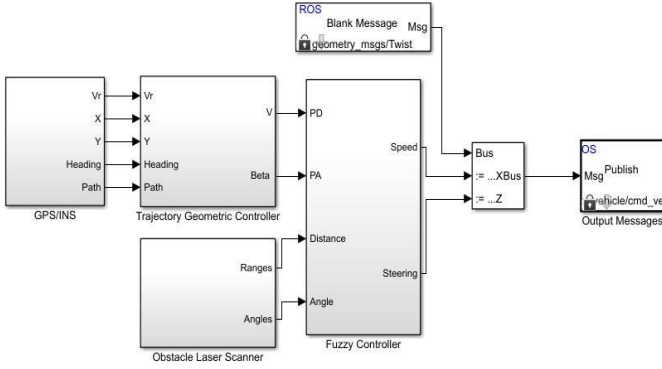 ROS
Blank Message
Msg
geometry_msgs/Twist
Vr
X
Y
Heading
Path
GPS/INS
Vr
X
Y
Heading
Path
V
Beta
Trajectory Geometric Controller
Ranges
Angles
Obstacle Laser Scanner
PD
PA
Distance
Angle
Speed
Steering
Fuzzy Controller
Bus
:= ...XBus
:= ...Z
OS
Publish
Msg
vehicle/cmd_ve
Output Messages